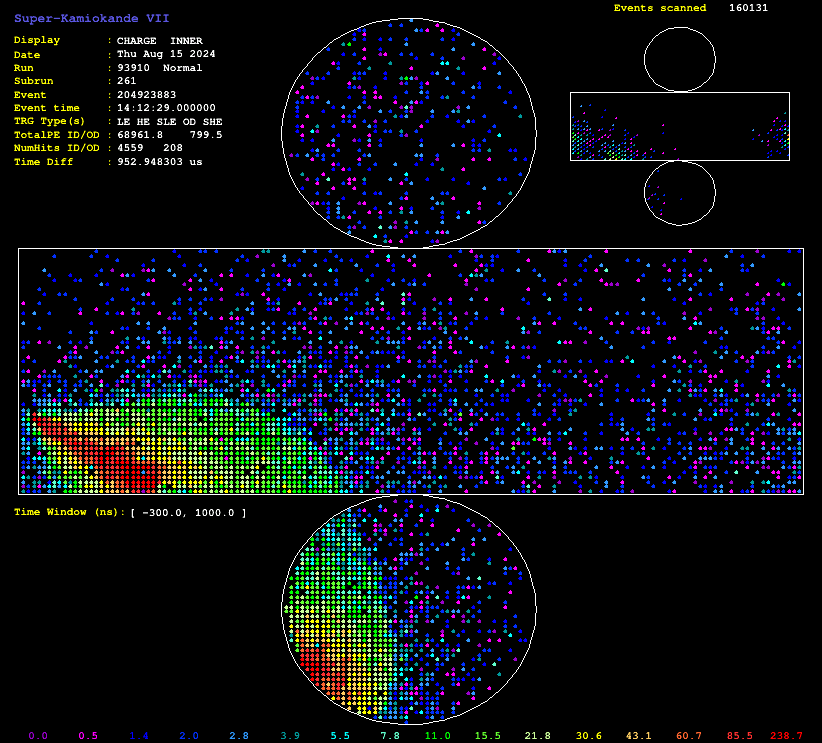 Super-Kamiokande VII
Events scanned 160131
Display : CHARGE INNER
Date : Thu Aug 15 2024
Run : 93910 Normal
Subrun : 261
Event : 204923883
Event time : 14:12:29.000000
TRG Type(s) : LE HE SLE OD SHE
TotalPE ID/OD : 68961.8 799.5
NumHits ID/OD : 4559 208
Time Diff : 952.948303 us
Time Window (ns): [ -300.0, 1000.0 ]
0.0 0.5 1.4 2.0 2.8 3.9 5.5 7.8 11.0 15.5 21.8 30.6 43.1 60.7 85.5 238.7